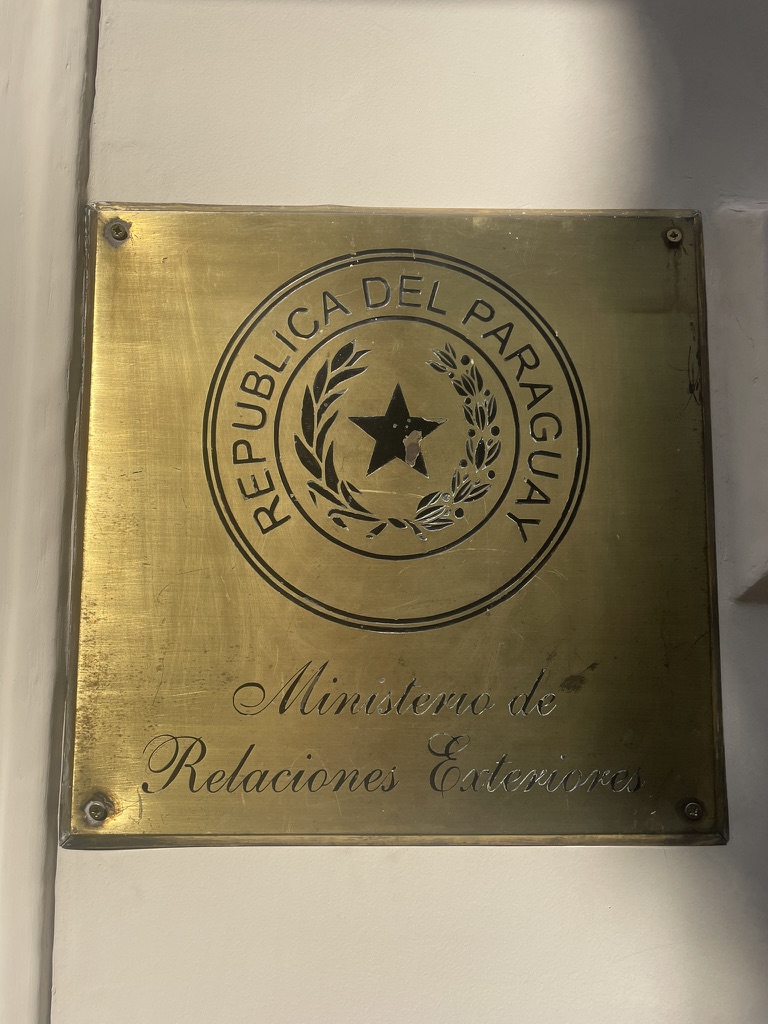 REPUBLICA DEL PARAGUAY
Ministerio de
Relaciones Exteriores